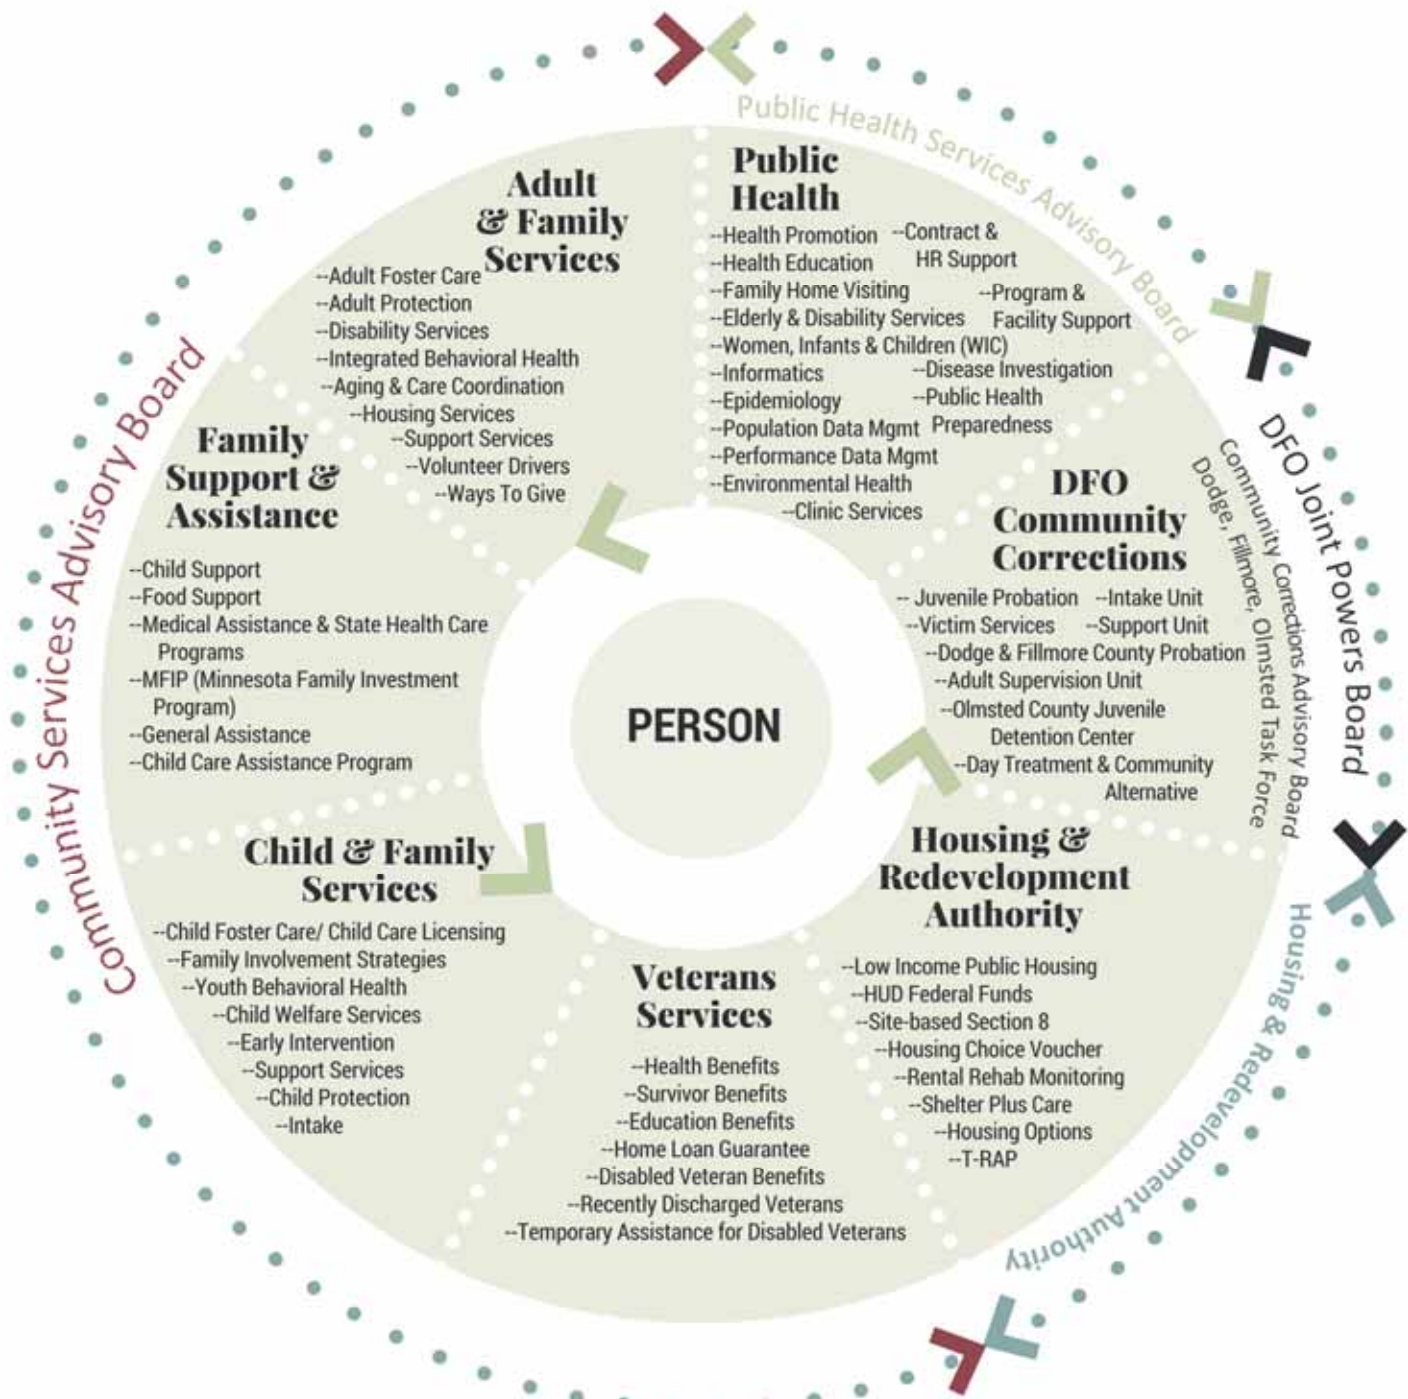 Public Health Services Advisory Board
Public
Health
--Health Promotion
--Health Education
--Family Home Visiting
--Elderly & Disability Services
--Women, Infants & Children (WIC)
--Informatics
--Epidemiology
--Population Data Mgmt
--Performance Data Mgmt
--Environmental Health
--Clinic Services
--Contract &
HR Support
--Program &
Facility Support
--Disease Investigation
--Public Health
Preparedness
DFO Joint Powers Board
Community Corrections Advisory Board
Dodge, Fillmore, Olmsted Task Force
DFO
Community
Corrections
-- Juvenile Probation --Intake Unit
--Victim Services --Support Unit
--Dodge & Fillmore County Probation
--Adult Supervision Unit
--Olmsted County Juvenile
Detention Center
--Day Treatment & Community
Alternative
Housing & Redevelopment Authority
Housing &
Redevelopment
Authority
--Low Income Public Housing
--HUD Federal Funds
--Site-based Section 8
--Housing Choice Voucher
--Rental Rehab Monitoring
--Shelter Plus Care
--Housing Options
--T-RAP
Veterans
Services
--Health Benefits
--Survivor Benefits
--Education Benefits
--Home Loan Guarantee
--Disabled Veteran Benefits
--Recently Discharged Veterans
--Temporary Assistance for Disabled Veterans
Community Services Advisory Board
Child & Family
Services
--Child Foster Care/ Child Care Licensing
--Family Involvement Strategies
--Youth Behavioral Health
--Child Welfare Services
--Early Intervention
--Support Services
--Child Protection
--Intake
Family
Support &
Assistance
--Child Support
--Food Support
--Medical Assistance & State Health Care
Programs
--MFIP (Minnesota Family Investment
Program)
--General Assistance
--Child Care Assistance Program
Adult
& Family
Services
--Adult Foster Care
--Adult Protection
--Disability Services
--Integrated Behavioral Health
--Aging & Care Coordination
--Housing Services
--Support Services
--Volunteer Drivers
--Ways To Give
PERSON